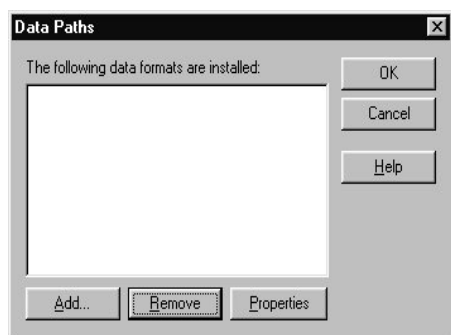 Data Paths
The following data formats are installed:
OK
Cancel
Help
Add...
Remove
Properties